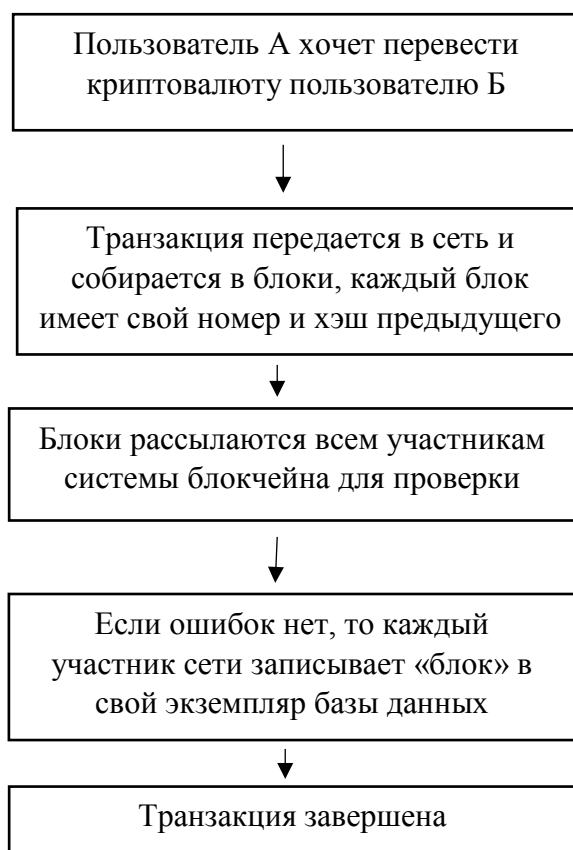 Пользователь А хочет перевести
криптовалюту пользователю Б
Транзакция передается в сеть и
собирается в блоки, каждый блок
имеет свой номер и хэш предыдущего
Блоки рассылаются всем участникам
системы блокчейна для проверки
Если ошибок нет, то каждый
участник сети записывает «блок» в
свой экземпляр базы данных
Транзакция завершена